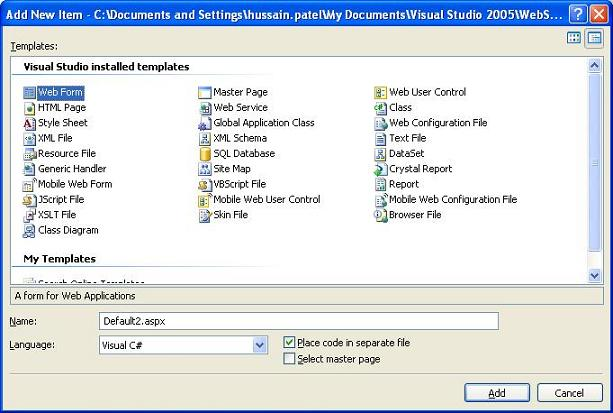 Add New Item - C:\Documents and Settings\hussain.patel\My Documents\Visual Studio 2005\WebS...
Templates:
Visual Studio installed templates
Web Form Master Page Web User Control
HTML Page Web Service Class
Style Sheet Global Application Class Web Configuration File
XML File XML Schema Text File
Resource File SQL Database DataSet
Generic Handler Site Map Crystal Report
Mobile Web Form VBScript File Report
JScript File Mobile Web User Control Mobile Web Configuration File
XSLT File Skin File Browser File
Class Diagram
My Templates
Search Online Templates
A form for Web Applications
Name: Default2.aspx
Language: Visual C# Place code in separate file
Select master page
Add Cancel